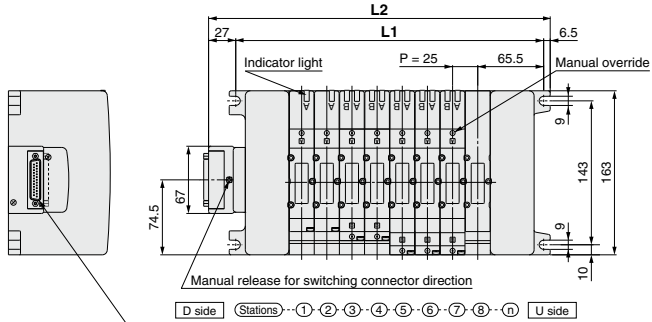 L2
27
L1
6.5
Indicator light
P = 25
65.5
Manual override
A
A
A
B
A
B
A
B
A
B
A
B
9
143
163
67
74.5
9
10
Manual release for switching connector direction
D side
Stations
1
2
3
4
5
6
7
8
n
U side